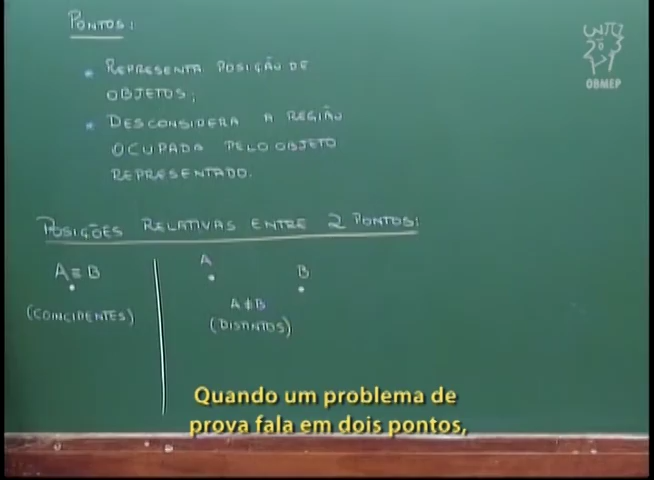 PONTOS:
* REPRESENTA POSIÇÃO DE
OBJETOS;
* DESCONSIDERA A REGIÃO
OCUPADA PELO OBJETO
REPRESENTADO.
OBMEP
POSIÇÕES RELATIVAS ENTRE 2 PONTOS:
A≡B
(COINCIDENTES)
A
B
A≢B
(DISTINTOS)
Quando um problema de
prova fala em dois pontos,